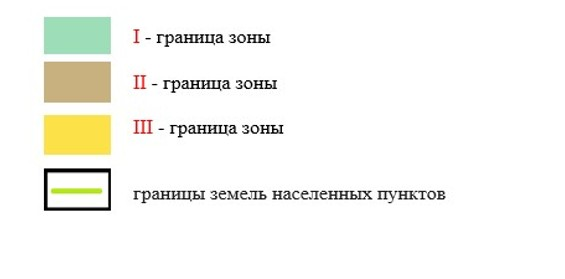 I - граница зоны
II - граница зоны
III - граница зоны
границы земель населенных пунктов